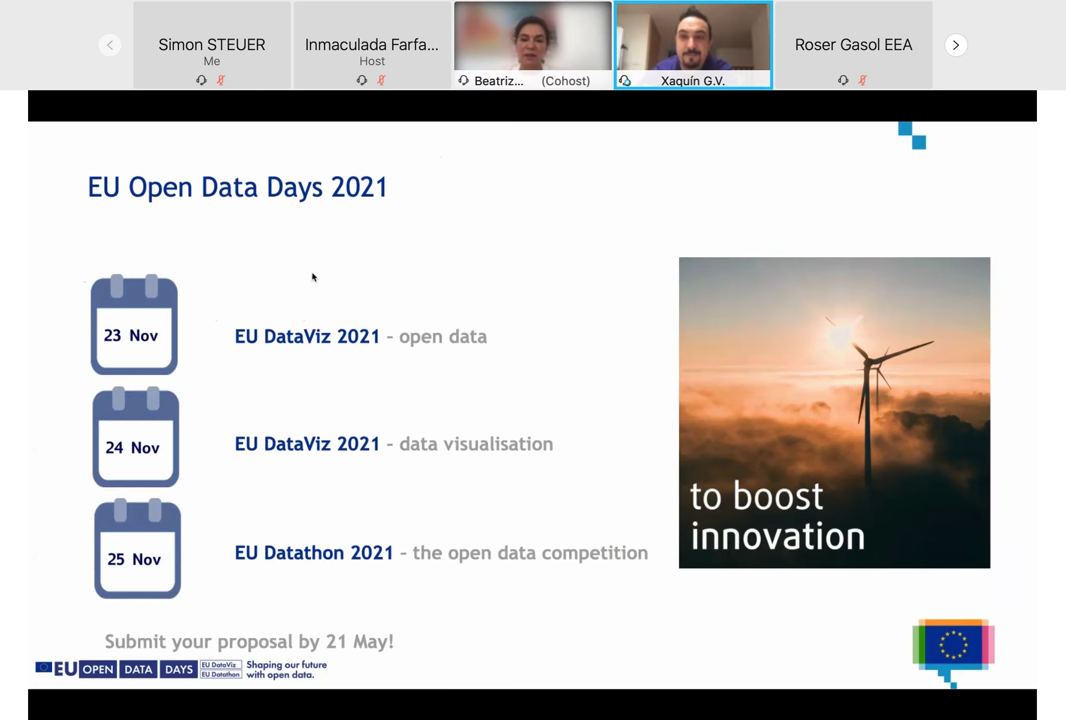 Simon STEUER
Me
Inmaculada Farfa...
Host
Beatriz... (Cohost)
Xaquín G.V.
Roser Gasol EEA
EU Open Data Days 2021
23 Nov
EU DataViz 2021 - open data
24 Nov
EU DataViz 2021 - data visualisation
25 Nov
EU Datathon 2021 - the open data competition
to boost
innovation
Submit your proposal by 21 May!
EU OPEN DATA DAYS
EU DataViz
EU Datathon
Shaping our future
with open data.